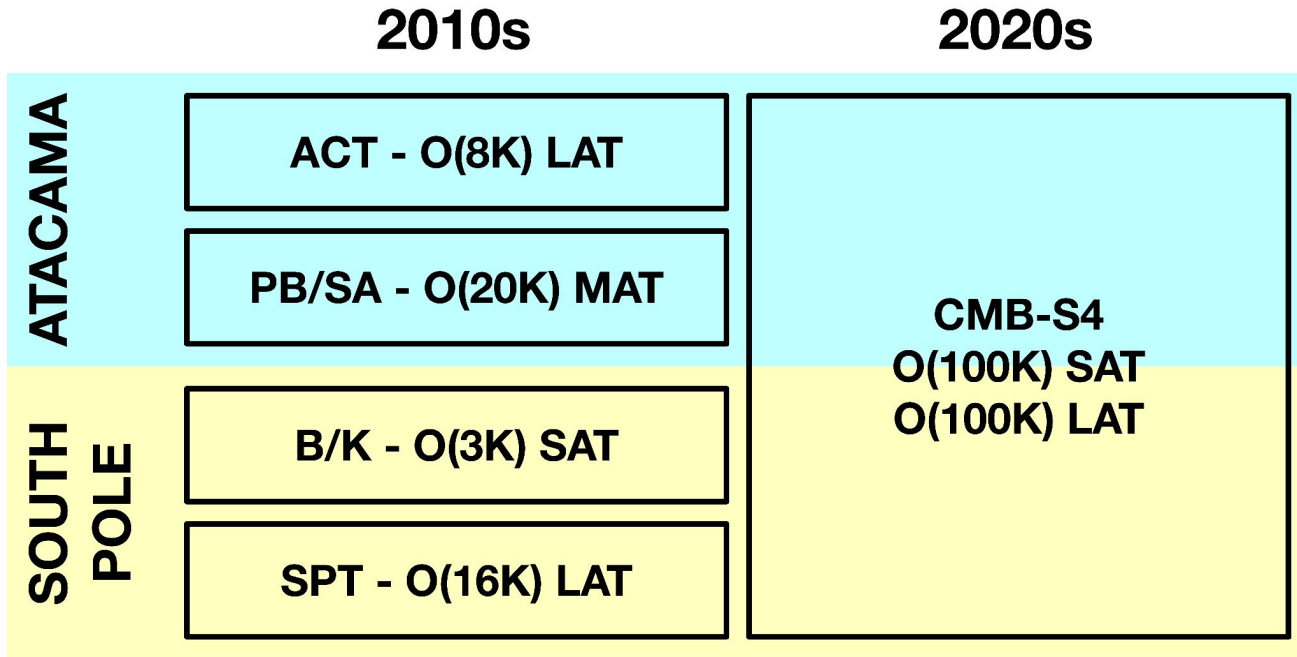 2010s
2020s
ATACAMA
ACT - O(8K) LAT
PB/SA - O(20K) MAT
SOUTH
POLE
B/K - O(3K) SAT
SPT - O(16K) LAT
CMB-S4
O(100K) SAT
O(100K) LAT